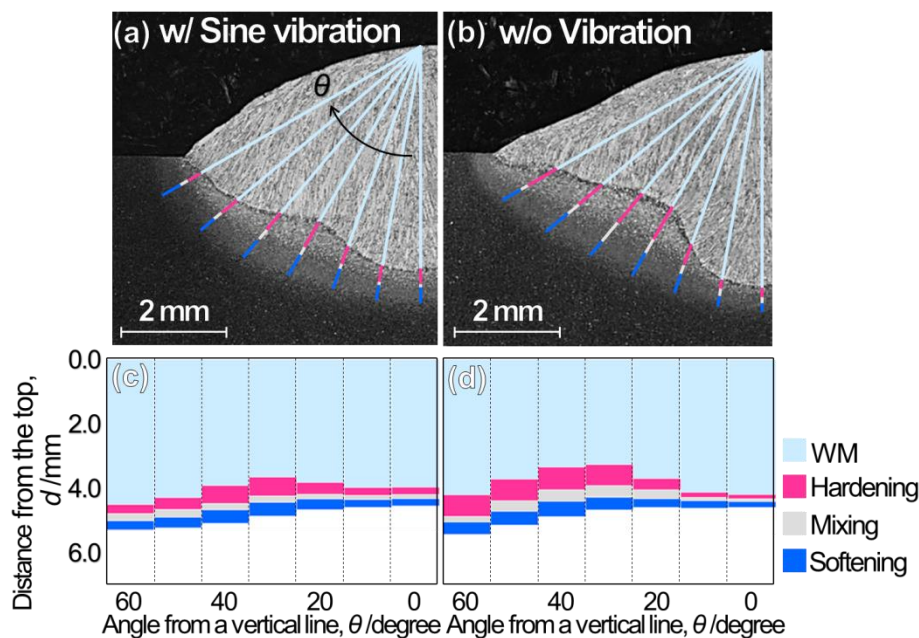 (a) w/ Sine vibration
(b) w/o Vibration
θ
2 mm
2 mm
(c)
(d)
0.0
2.0
4.0
6.0
Distance from the top,
d /mm
60
40
20
0
60
40
20
0
Angle from a vertical line, θ /degree
Angle from a vertical line, θ /degree
WM
Hardening
Mixing
Softening